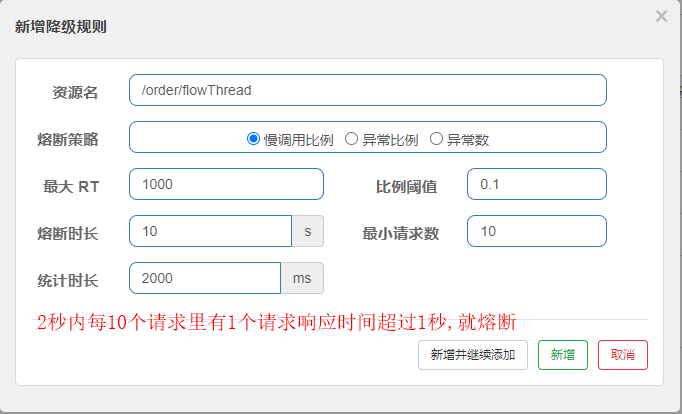 新增降级规则
×
资源名 /order/flowThread
熔断策略 慢调用比例 异常比例 异常数
最大 RT 1000 比例阈值 0.1
熔断时长 10 s 最小请求数 10
统计时长 2000 ms
2秒内每10个请求里有1个请求响应时间超过1秒,就熔断
新增并继续添加 新增 取消